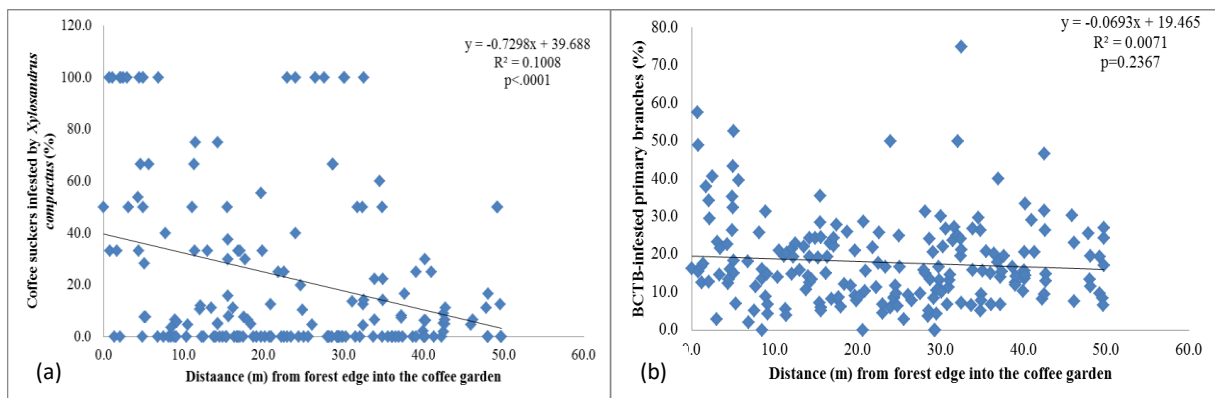 120.0
100.0
80.0
60.0
40.0
20.0
0.0
Coffee suckers infested by Xylosandrus
compactus (%)
y = -0.7298x + 39.688
R² = 0.1008
p<.0001
0.0 10.0 20.0 30.0 40.0 50.0 60.0
Distaance (m) from forest edge into the coffee garden
(a)
80.0
70.0
60.0
50.0
40.0
30.0
20.0
10.0
0.0
BCTB-infested primary branches (%)
y = -0.0693x + 19.465
R² = 0.0071
p=0.2367
10.0 20.0 30.0 40.0 50.0 60.0
Distance (m) from forest edge into the coffee garden
(b)